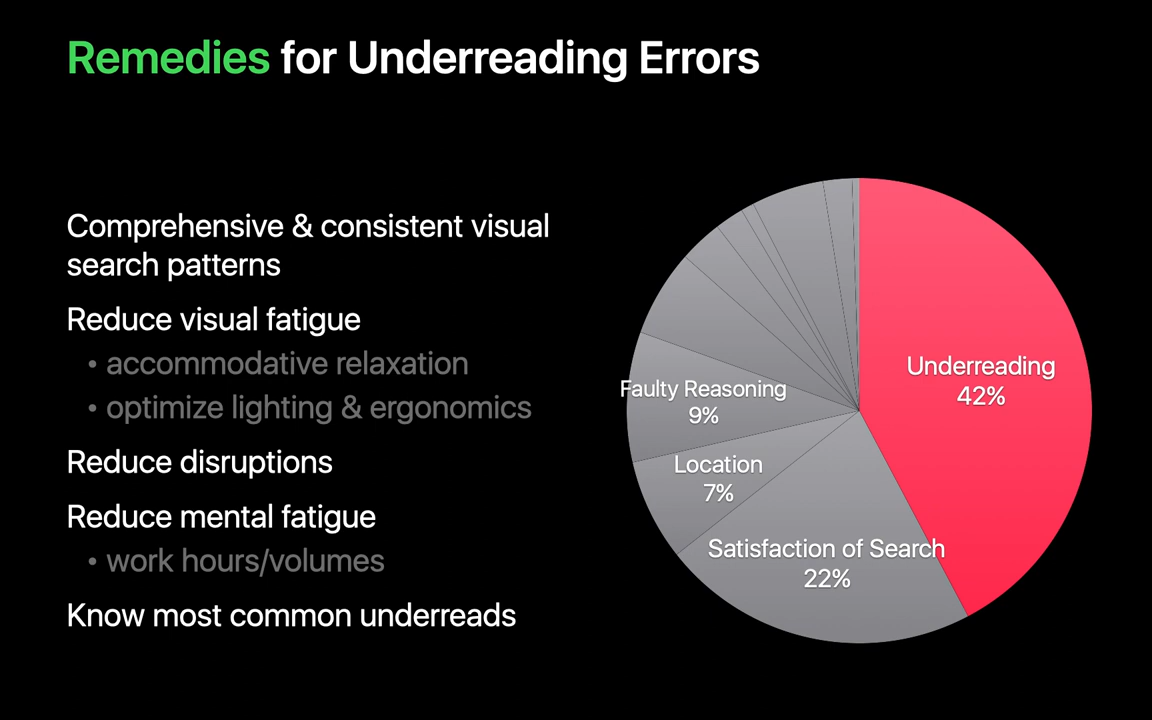 Remedies for Underreading Errors
Comprehensive & consistent visual
search patterns
Reduce visual fatigue
• accommodative relaxation
• optimize lighting & ergonomics
Reduce disruptions
Reduce mental fatigue
• work hours/volumes
Know most common underreads
Underreading
42%
Faulty Reasoning
9%
Location
7%
Satisfaction of Search
22%